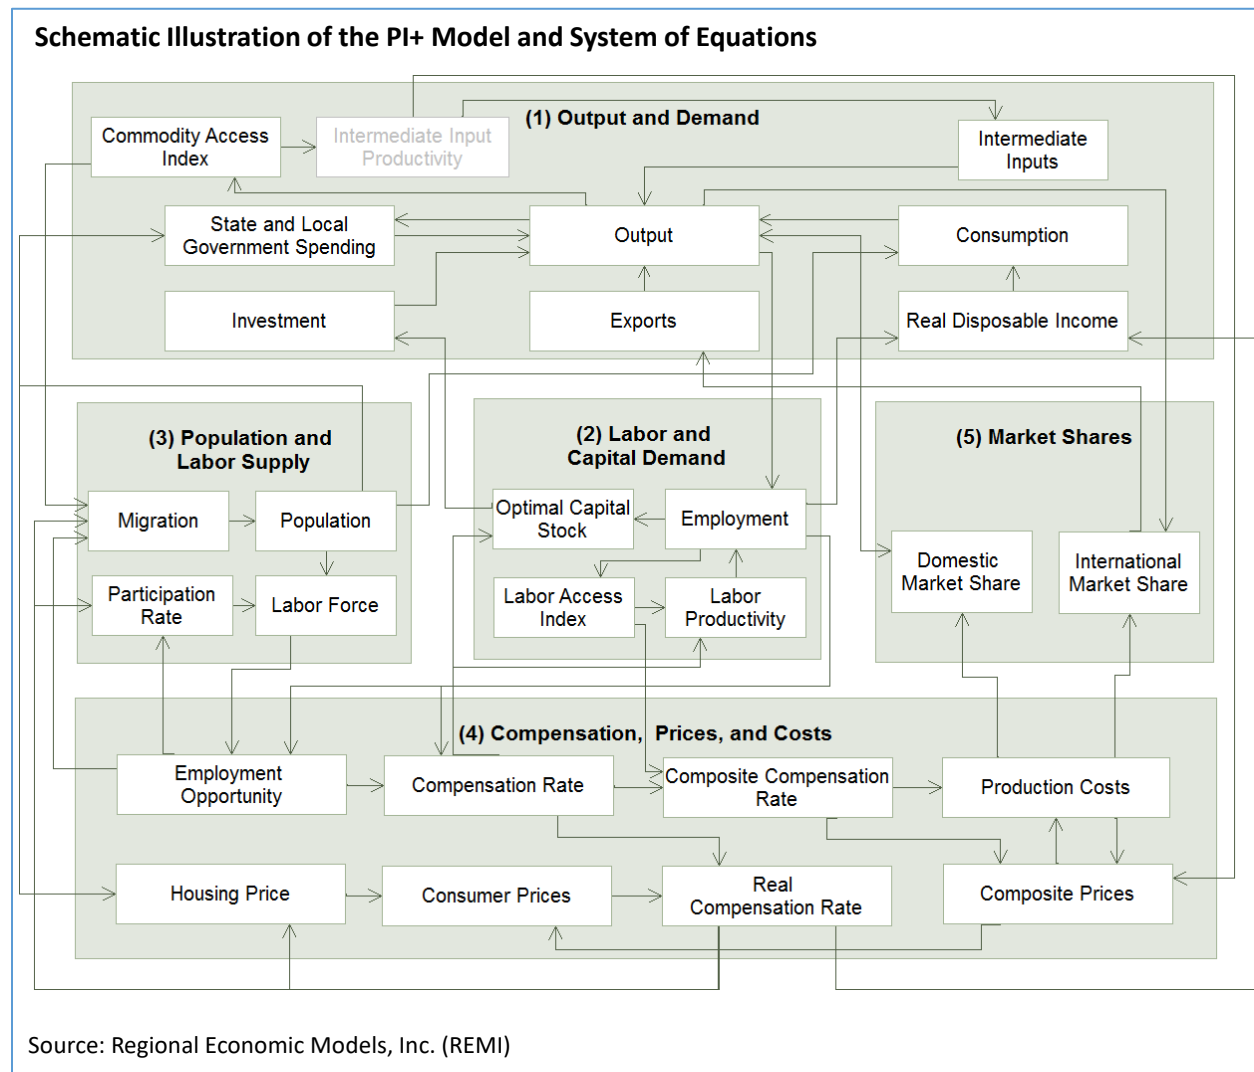 Schematic Illustration of the PI+ Model and System of Equations
(1) Output and Demand
Commodity Access
Index
Intermediate Input
Productivity
Intermediate
Inputs
State and Local
Government Spending
Output
Consumption
Investment
Exports
Real Disposable Income
(3) Population and
Labor Supply
Migration
Population
Participation
Rate
Labor Force
(2) Labor and
Capital Demand
Optimal Capital
Stock
Employment
Labor Access
Index
Labor
Productivity
(5) Market Shares
Domestic
Market Share
International
Market Share
(4) Compensation, Prices, and Costs
Employment
Opportunity
Compensation Rate
Composite Compensation
Rate
Production Costs
Housing Price
Consumer Prices
Real
Compensation Rate
Composite Prices
Source: Regional Economic Models, Inc. (REMI)